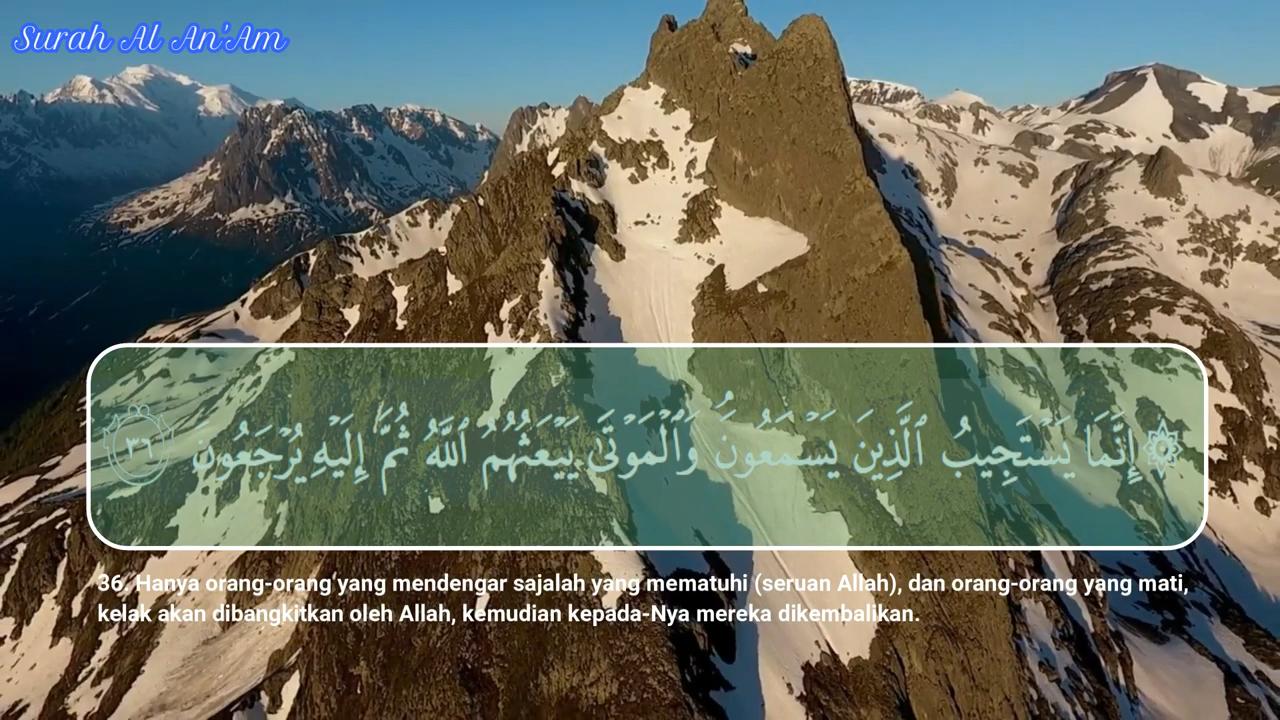 Surah Al An'Am
۞ إِنَّمَا يَسْتَجِيبُ ٱلَّذِينَ يَسْمَعُونَۘ وَٱلْمَوْتَىٰ يَبْعَثُهُمُ ٱللَّهُ ثُمَّ إِلَيْهِ يُرْجَعُونَ ٣٦
36. Hanya orang-orang yang mendengar sajalah yang mematuhi (seruan Allah), dan orang-orang yang mati,
kelak akan dibangkitkan oleh Allah, kemudian kepada-Nya mereka dikembalikan.